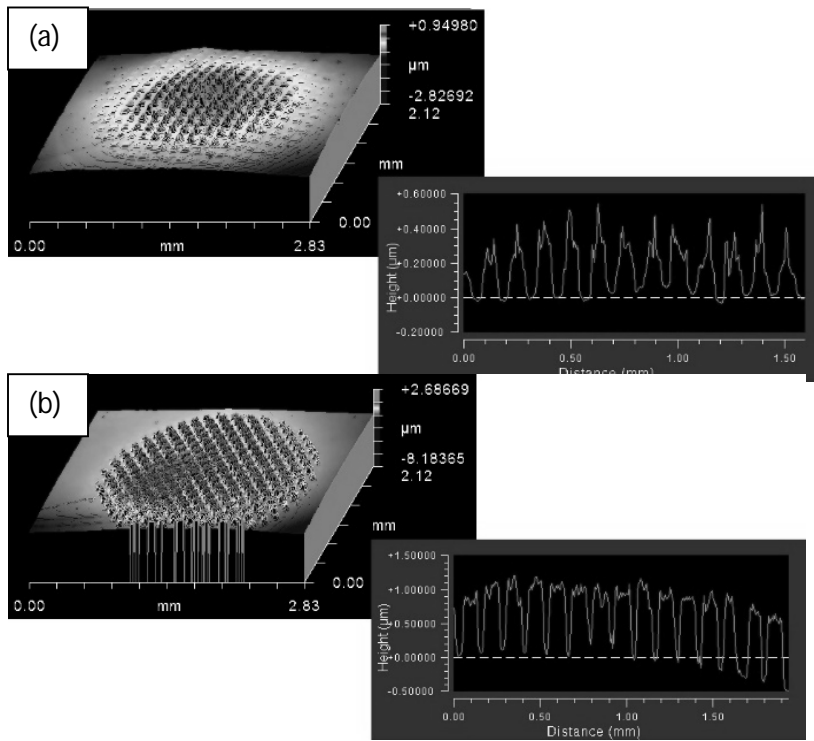 (a)
+0.94980
µm
-2.82692
2.12
mm
0.00
0.00 mm 2.83
+0.60000
+0.40000
+0.20000
+0.00000
-0.20000
Height (µm)
0.00 0.50 1.00 1.50
Distance (mm)
(b)
+2.68669
µm
-8.18365
2.12
mm
0.00
0.00 mm 2.83
+1.50000
+1.00000
+0.50000
+0.00000
-0.50000
Height (µm)
0.00 0.50 1.00 1.50
Distance (mm)